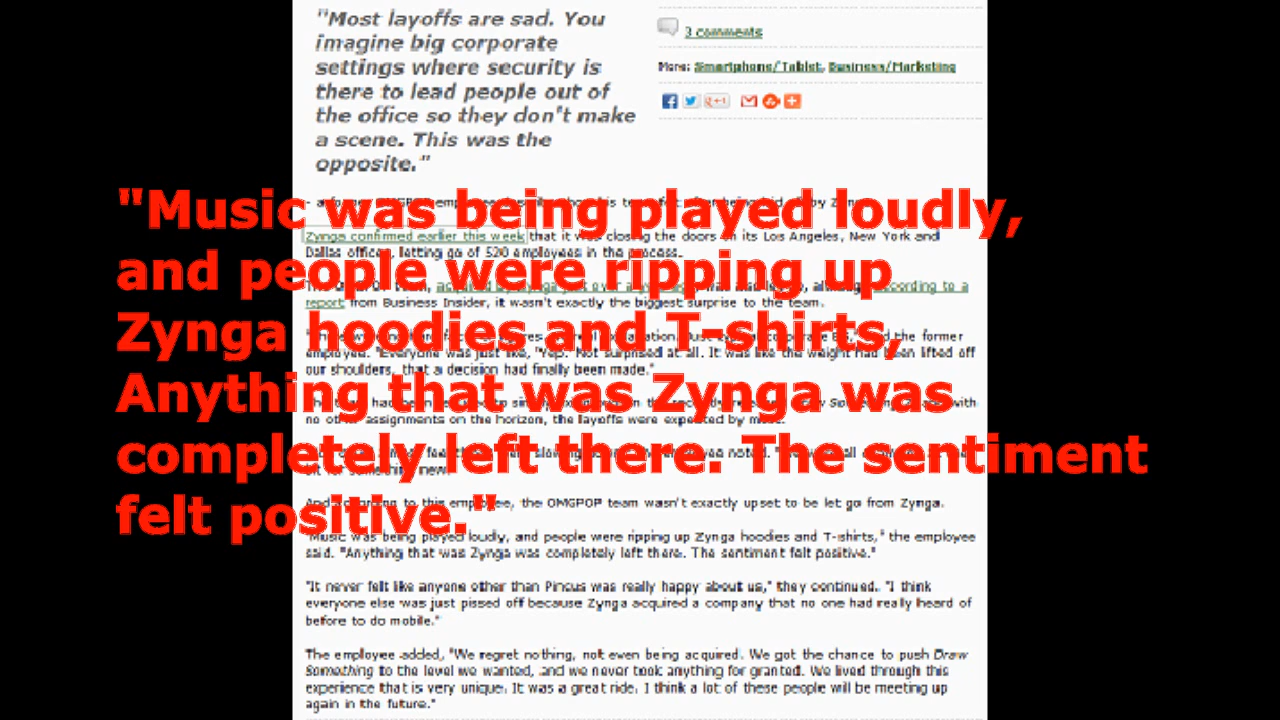 "Most layoffs are sad. You
imagine big corporate
settings where security is
there to lead people out of
the office so they don't make
a scene. This was the
opposite."
3 comments
More: Smartphone/Tablet, Business/Marketing
"Music was being played loudly,
and people were ripping up
Zynga hoodies and T-shirts,
Anything that was Zynga was
completely left there. The sentiment
felt positive."
Zynga confirmed earlier this week that it was closing the doors on its Los Angeles, New York and
Dallas offices, letting go of 520 employees in the process.
according to a
report from Business Insider, it wasn't exactly the biggest surprise to the team.
the former
employee. "Everyone was just like, 'Yep.' Not surprised at all. It was like the weight had been lifted off
our shoulders, that a decision had finally been made."
with
no other assignments on the horizon, the layoffs were expected by most.
And according to this employee, the OMGPOP team wasn't exactly upset to be let go from Zynga.
"Music was being played loudly, and people were ripping up Zynga hoodies and T-shirts," the employee
said. "Anything that was Zynga was completely left there. The sentiment felt positive."
"It never felt like anyone other than Pincus was really happy about us," they continued. "I think
everyone else was just pissed off because Zynga acquired a company that no one had really heard of
before to do mobile."
The employee added, "We regret nothing, not even being acquired. We got the chance to push Draw
Something to the level we wanted, and we never took anything for granted. We lived through this
experience that is very unique. It was a great ride. I think a lot of these people will be meeting up
again in the future."